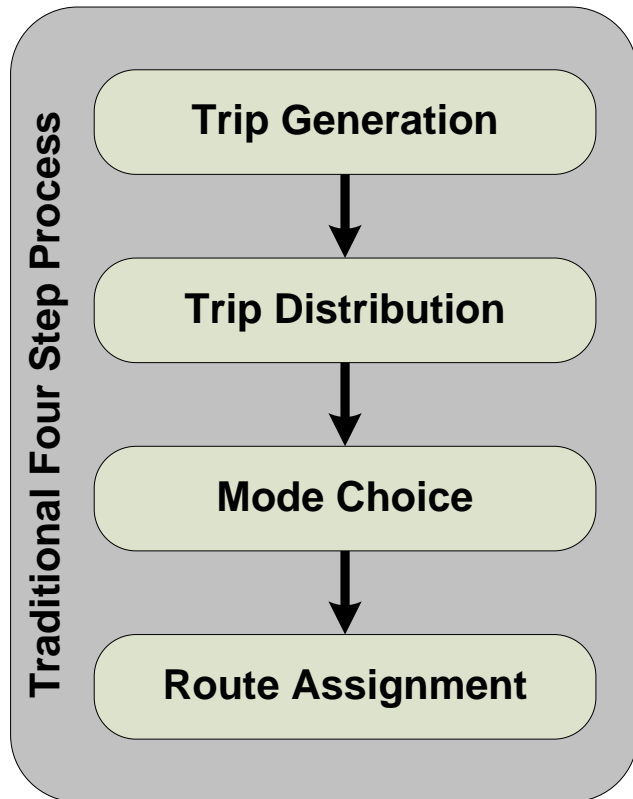 Traditional Four Step Process
Trip Generation
Trip Distribution
Mode Choice
Route Assignment